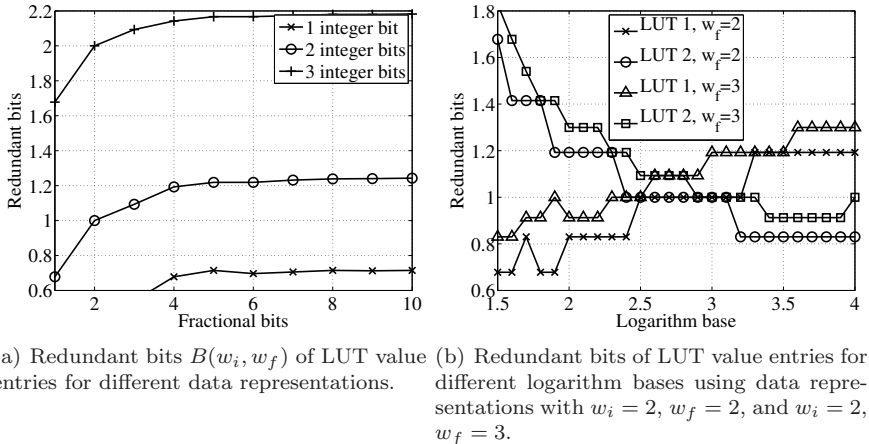 2.2
2
1.8
1.6
1.4
1.2
1
0.8
0.6
Redundant bits
2 4 6 8 10
Fractional bits
1 integer bit
2 integer bits
3 integer bits
1.8
1.6
1.4
1.2
1
0.8
0.6
Redundant bits
1.5 2 2.5 3 3.5 4
Logarithm base
LUT 1, w_f=2
LUT 2, w_f=2
LUT 1, w_f=3
LUT 2, w_f=3
a) Redundant bits B(w_i, w_f) of LUT value
entries for different data representations.
(b) Redundant bits of LUT value entries for
different logarithm bases using data repre-
sentations with w_i = 2, w_f = 2, and w_i = 2,
w_f = 3.